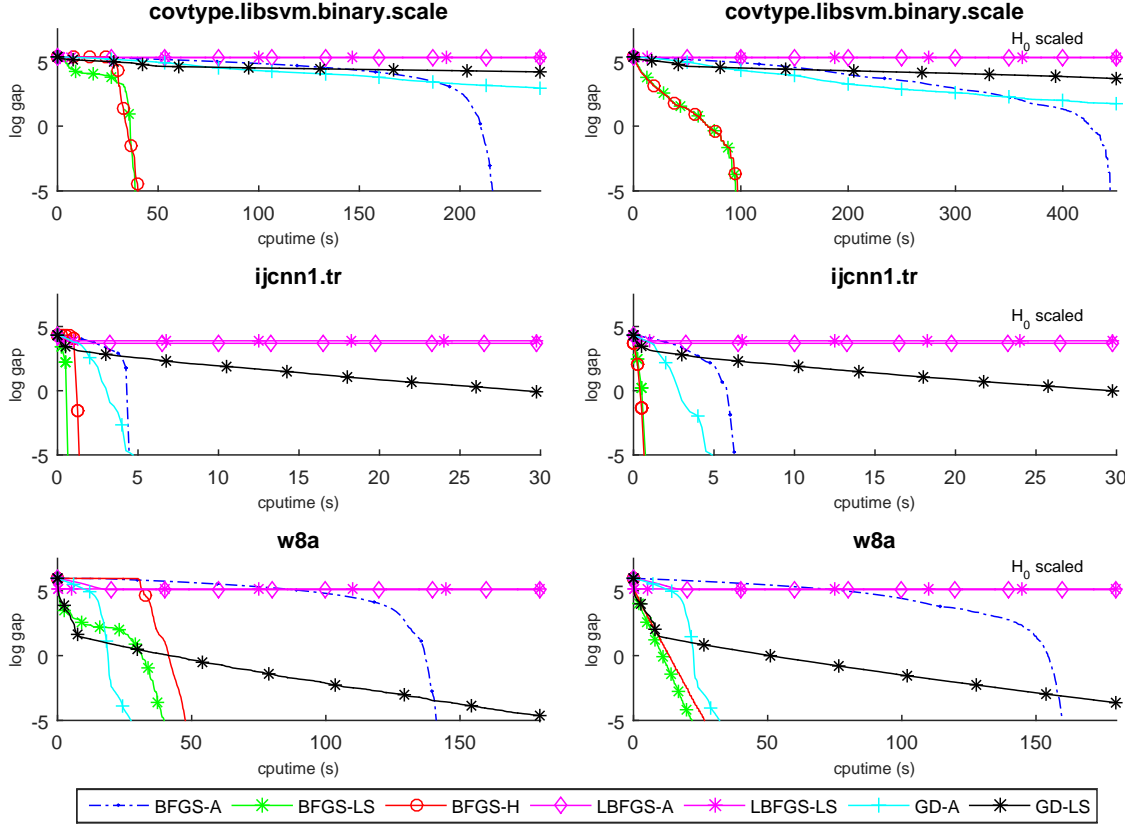 covtype.libsvm.binary.scale
log gap
5
0
-5
0
50
100
150
200
cputime (s)
covtype.libsvm.binary.scale
H0 scaled
log gap
5
0
-5
0
100
200
300
400
cputime (s)
ijcnn1.tr
log gap
5
0
-5
0
5
10
15
20
25
30
cputime (s)
ijcnn1.tr
H0 scaled
log gap
5
0
-5
0
5
10
15
20
25
30
cputime (s)
w8a
log gap
5
0
-5
0
50
100
150
cputime (s)
w8a
H0 scaled
log gap
5
0
-5
0
50
100
150
cputime (s)
BFGS-A BFGS-LS BFGS-H LBFGS-A LBFGS-LS GD-A GD-LS